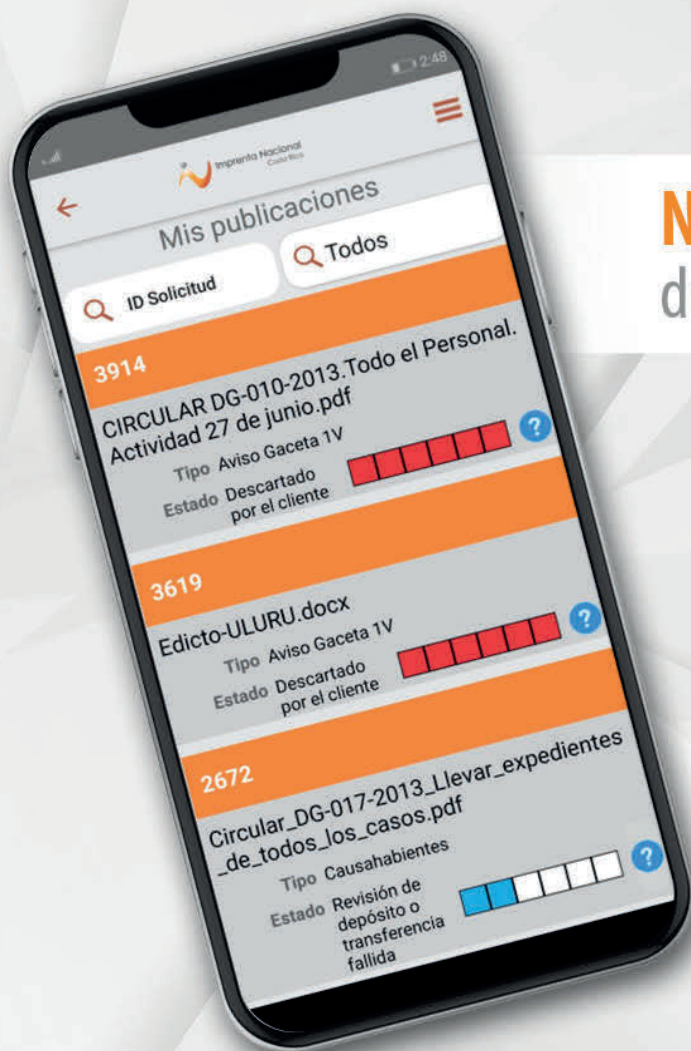 2:48
Imprenta Nacional
Costa Rica
Mis publicaciones
ID Solicitud
Todos
3914
CIRCULAR DG-010-2013.Todo el Personal.
Actividad 27 de junio.pdf
Tipo Aviso Gaceta 1V
Estado Descartado
por el cliente
?
3619
Edicto-ULURU.docx
Tipo Aviso Gaceta 1V
Estado Descartado
por el cliente
?
2672
Circular_DG-017-2013_Llevar_expedientes
_de_todos_los_casos.pdf
Tipo Causahabientes
Estado Revisión de
depósito o
transferencia
fallida
?
N
d